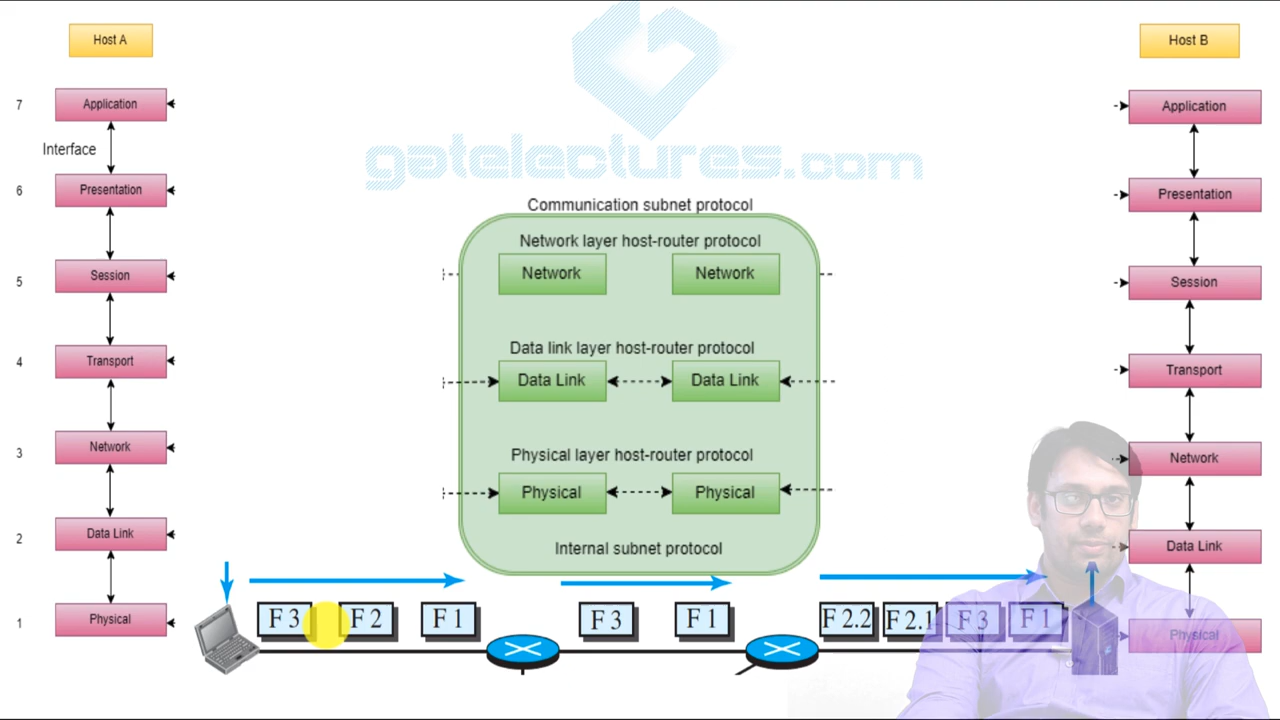 Host A
Host B
gatelectures.com
7
Application
Application
Interface
6
Presentation
Presentation
Communication subnet protocol
Network layer host-router protocol
5
Session
Network
Network
Session
4
Transport
Data link layer host-router protocol
Data Link
Data Link
Transport
3
Network
Physical layer host-router protocol
Network
Physical
Physical
2
Data Link
Internal subnet protocol
Data Link
1
Physical
F 3
F 2
F 1
F 3
F 1
F 2.2
F 2.1
F 3
F 1
Physical